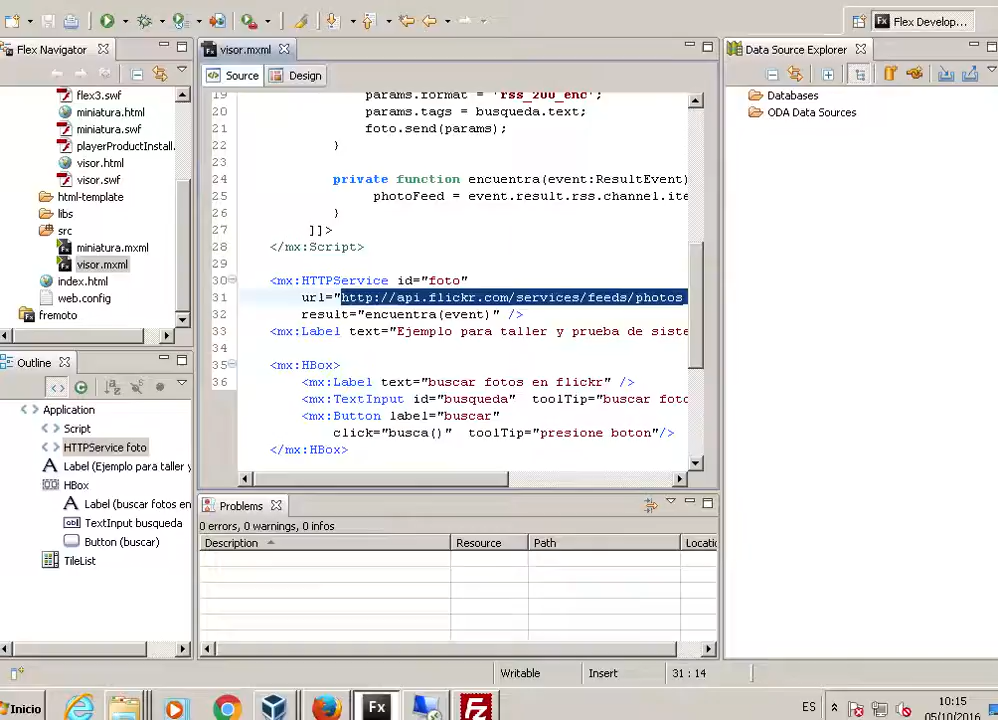 Flex Develop...
Flex Navigator
visor.mxml
Data Source Explorer
Source
Design
flex3.swf
miniatura.html
miniatura.swf
playerProductInstall.
visor.html
visor.swf
html-template
libs
src
miniatura.mxml
visor.mxml
index.html
web.config
fremoto
19 params.format = 'rss_200_enc';
20 params.tags = busqueda.text;
21 foto.send(params);
22 }
23
24 private function encuentra(event:ResultEvent)
25 photoFeed = event.result.rss.channel.ite
26 }
27 ]]>
28 </mx:Script>
29
30 <mx:HTTPService id="foto"
31 url="http://api.flickr.com/services/feeds/photos_
32 result="encuentra(event)" />
33 <mx:Label text="Ejemplo para taller y prueba de siste
34
35 <mx:HBox>
36 <mx:Label text="buscar fotos en flickr" />
<mx:TextInput id="busqueda" toolTip="buscar foto
<mx:Button label="buscar"
click="busca()" toolTip="presione boton"/>
</mx:HBox>
Databases
ODA Data Sources
Outline
Application
Script
HTTPService foto
Label (Ejemplo para taller y
HBox
Label (buscar fotos en
TextInput busqueda
Button (buscar)
TileList
Problems
0 errors, 0 warnings, 0 infos
Description
Resource
Path
Locatic
Writable
Insert
31 : 14
Inicio
Fx
ES
10:15
05/10/2016